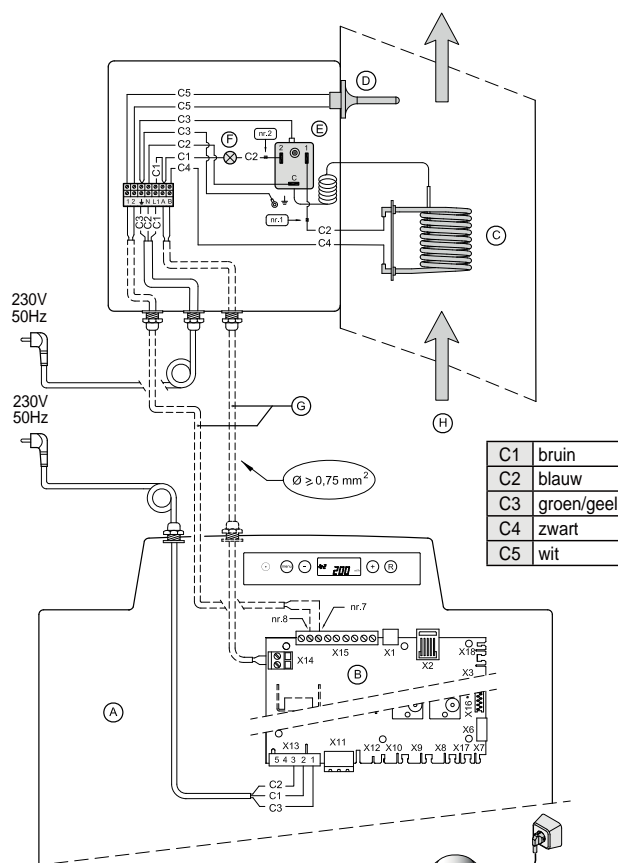 D
C5
C5
C3
E
C3
F
nr.2
C2
2
1
C1
C2
C1
C4
C
1 2 ⏚ N L1 A B
nr.1
C3
C2
C1
C2
C4
C
230V
50Hz
230V
50Hz
G
H
Ø ≥ 0,75 mm²
C1 bruin
C2 blauw
C3 groen/geel
C4 zwart
C5 wit
menu
−
200
+
R
nr.8
nr.7
X14
X15
X1
X2
X18
B
X3
A
X16
X6
X13
X11
X12 X10 X9 X8 X17 X7
5 4 3 2 1
C2
C1
C3